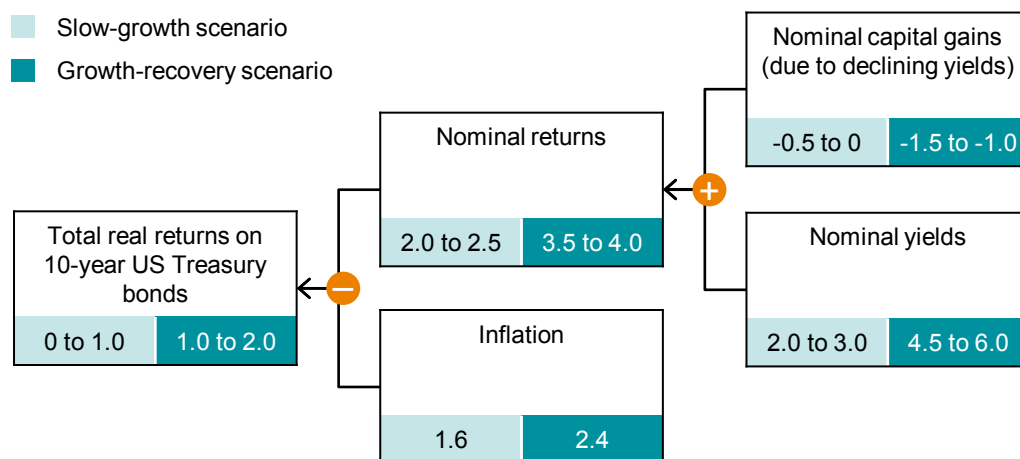 Slow-growth scenario
Growth-recovery scenario
Nominal capital gains
(due to declining yields)
-0.5 to 0
-1.5 to -1.0
Nominal returns
2.0 to 2.5
3.5 to 4.0
+
Total real returns on
10-year US Treasury
bonds
0 to 1.0
1.0 to 2.0
–
Nominal yields
2.0 to 3.0
4.5 to 6.0
Inflation
1.6
2.4